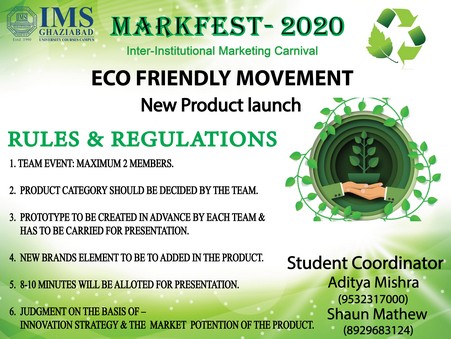 IMS
GHAZIABAD
UNIVERSITY COURSES CAMPUS
MARKFEST- 2020
Inter-Institutional Marketing Carnival
ECO FRIENDLY MOVEMENT
New Product launch
RULES & REGULATIONS
1. TEAM EVENT: MAXIMUM 2 MEMBERS.
2. PRODUCT CATEGORY SHOULD BE DECIDED BY THE TEAM.
3. PROTOTYPE TO BE CREATED IN ADVANCE BY EACH TEAM &
HAS TO BE CARRIED FOR PRESENTATION.
4. NEW BRANDS ELEMENT TO BE TO ADDED IN THE PRODUCT.
5. 8-10 MINUTES WILL BE ALLOTED FOR PRESENTATION.
6. JUDGMENT ON THE BASIS OF –
INNOVATION STRATEGY & THE MARKET POTENTION OF THE PRODUCT.
Student Coordinator
Aditya Mishra
(9532317000)
Shaun Mathew
(8929683124)